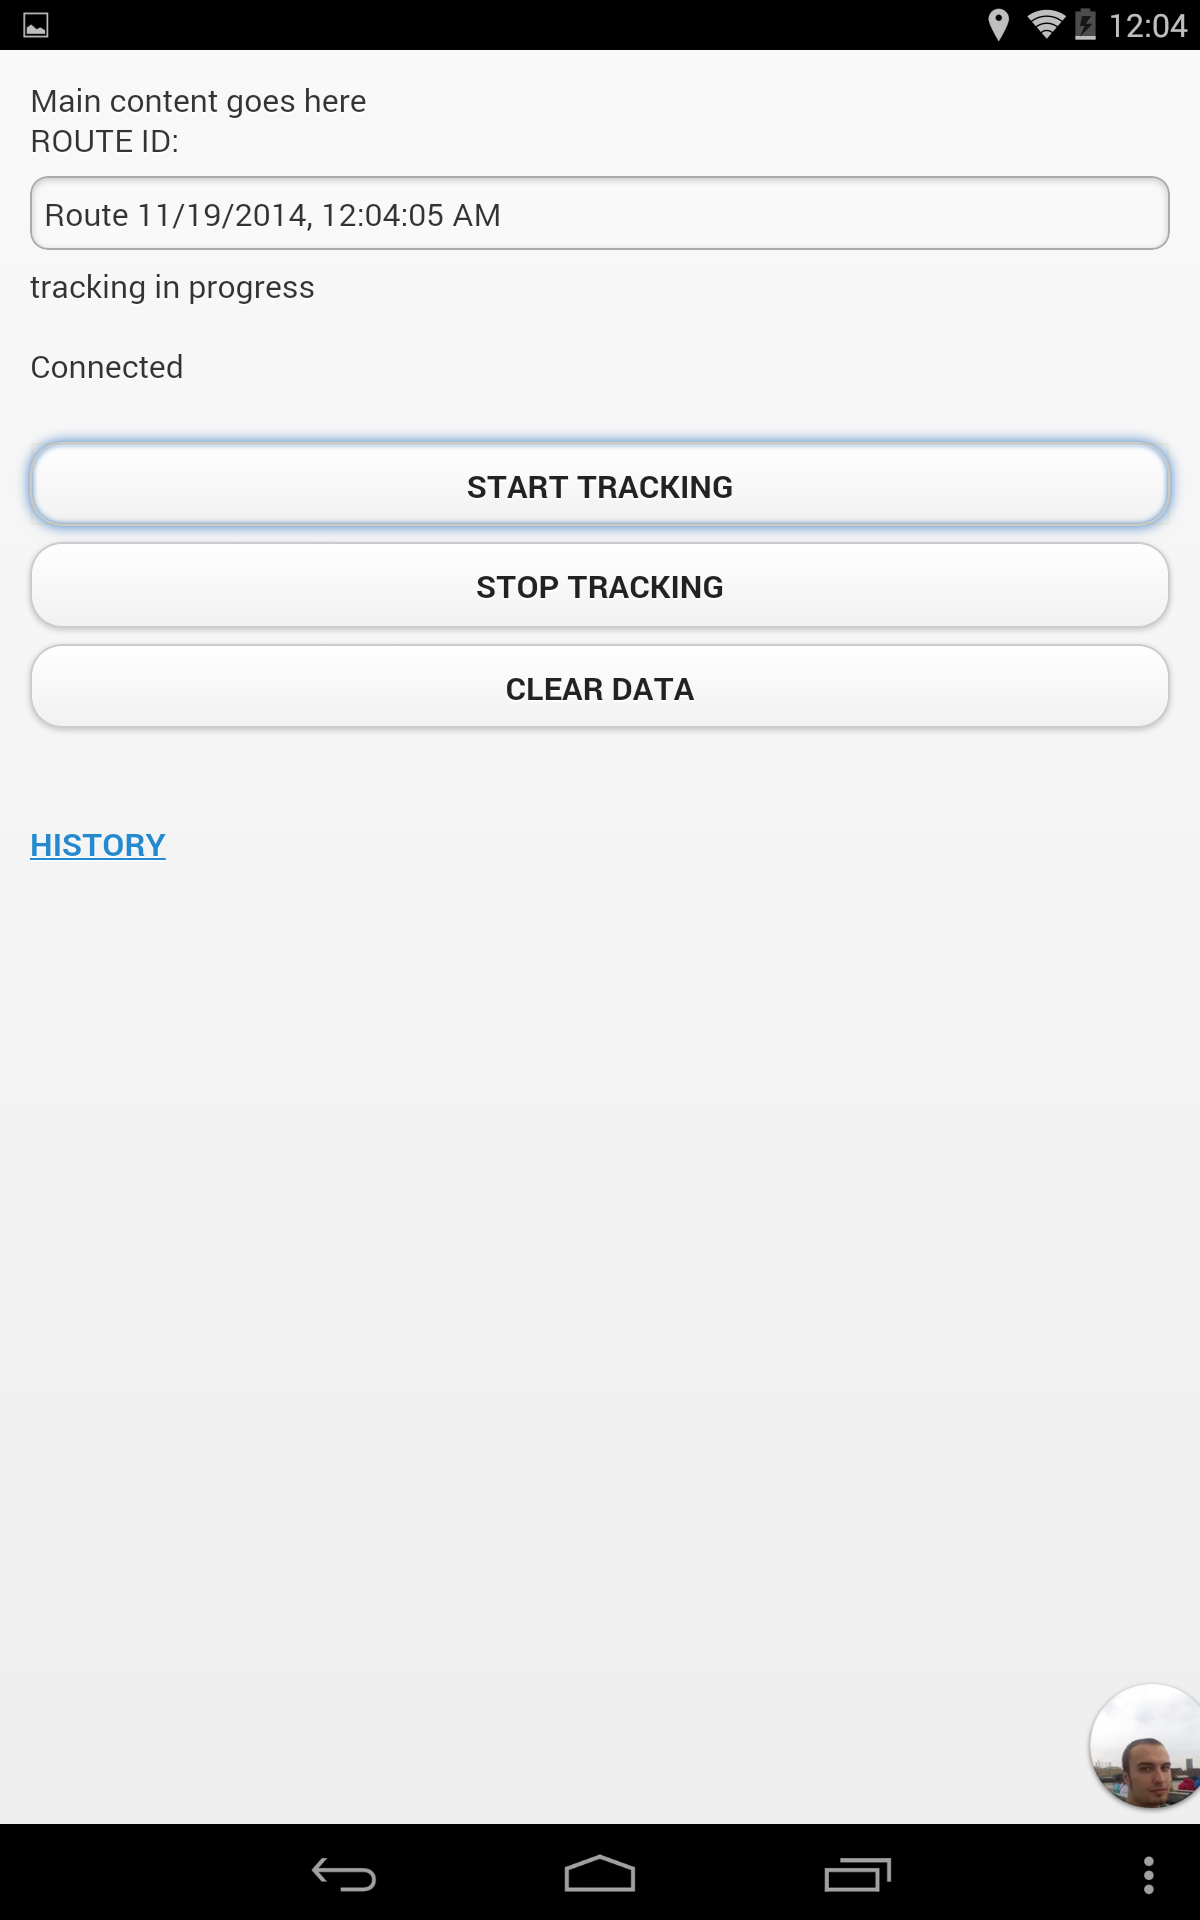 12:04
Main content goes here
ROUTE ID:
Route 11/19/2014, 12:04:05 AM
tracking in progress
Connected
START TRACKING
STOP TRACKING
CLEAR DATA
HISTORY